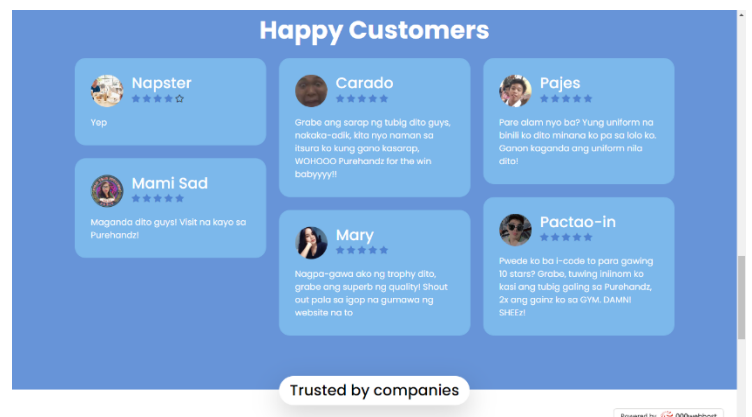 Happy Customers
Napster
Yep
Mami Sad
Maganda dito guys! Visit na kayo sa
Purehandz!
Carado
Grabe ang sarap ng tubig dito guys,
nakaka-adik, kita nyo naman sa
itsura ko kung gano kasarap,
WOHOOO Purehandz for the win
babyyyy!!
Mary
Nagpa-gawa ako ng trophy dito,
grabe ang superb ng quality! Shout
out pala sa igop na gumawa ng
website na to
Pajes
Pare alam nyo ba? Yung uniform na
binili ko dito minana ko pa sa lolo ko.
Ganon kaganda ang uniform nila
dito!
Pactao-in
Pwede ko ba i-code to para gawing
10 stars? Grabe, tuwing iniinom ko
kasi ang tubig galing sa Purehandz,
2x ang gainz ko sa GYM. DAMN!
SHEEz!
Trusted by companies
Powered by 000webhost